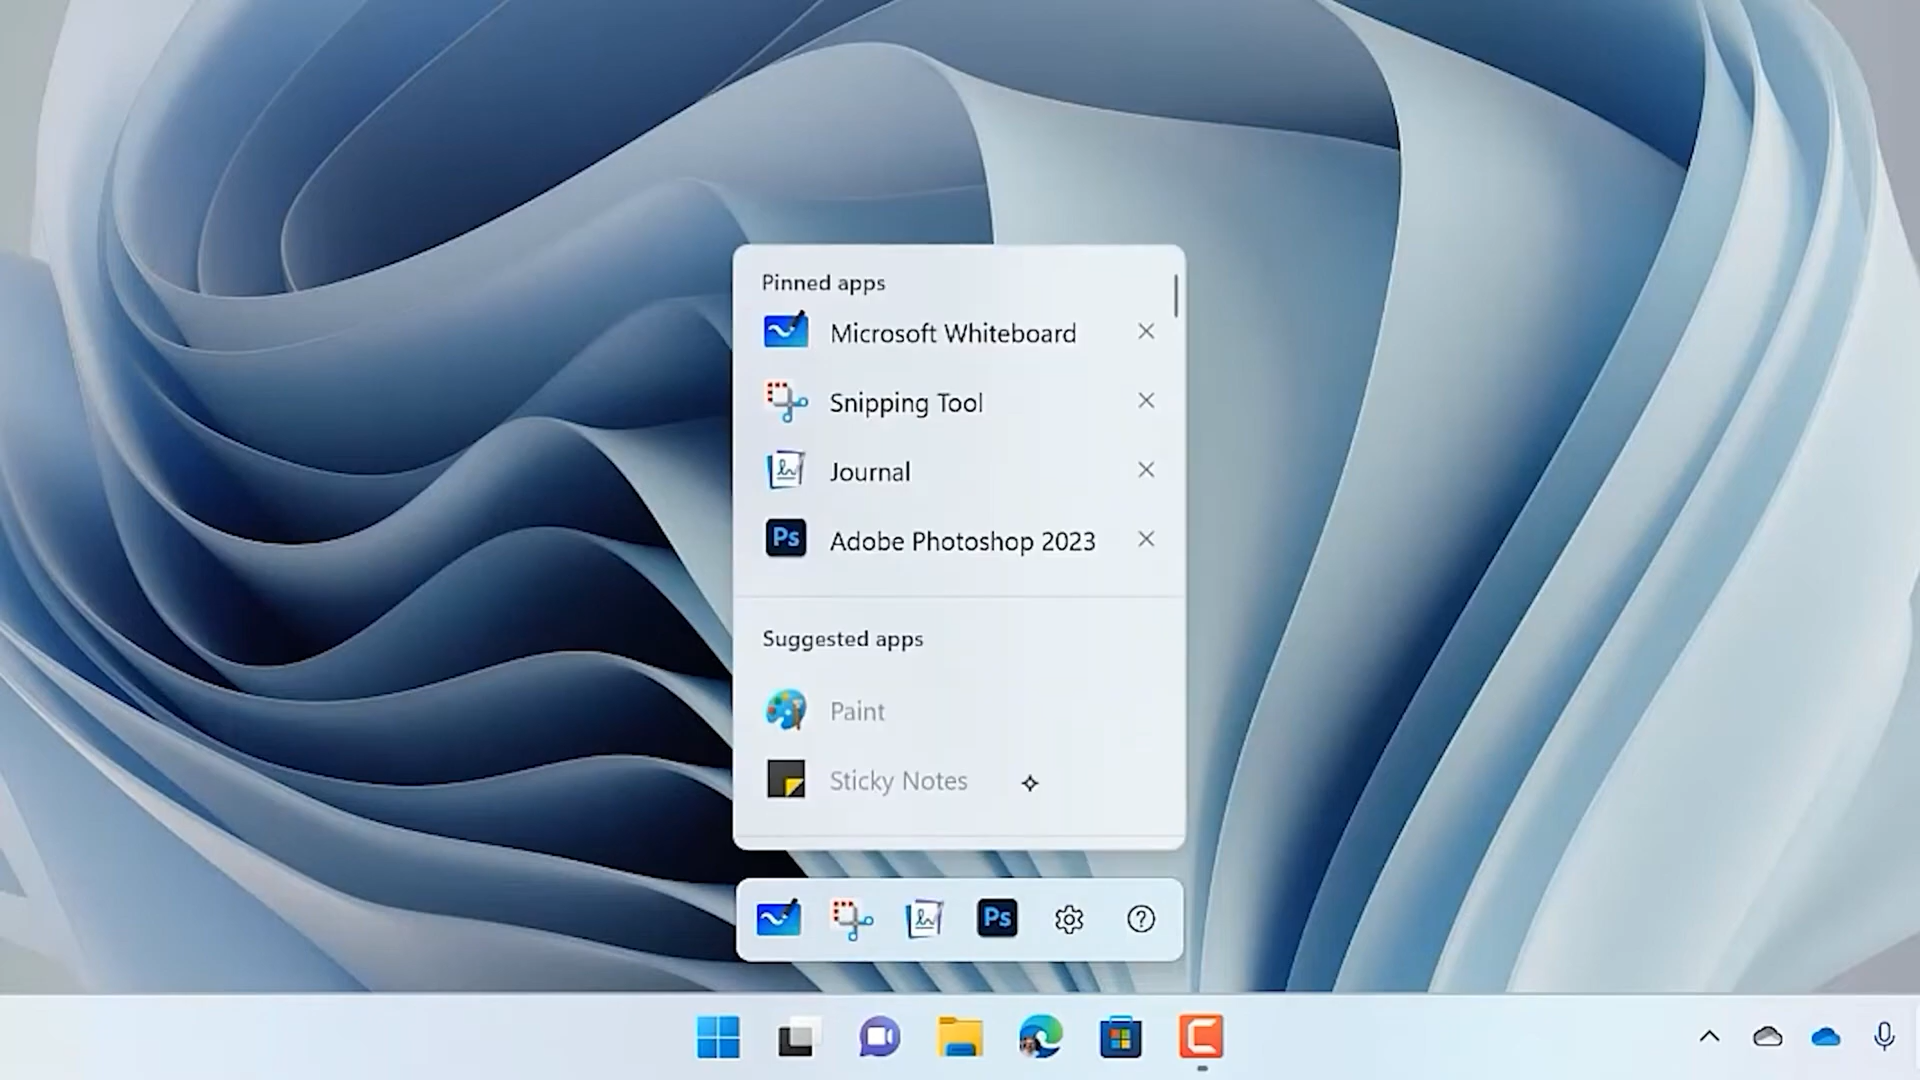 Pinned apps
Microsoft Whiteboard
Snipping Tool
Journal
Ps Adobe Photoshop 2023
Suggested apps
Paint
Sticky Notes
Ps